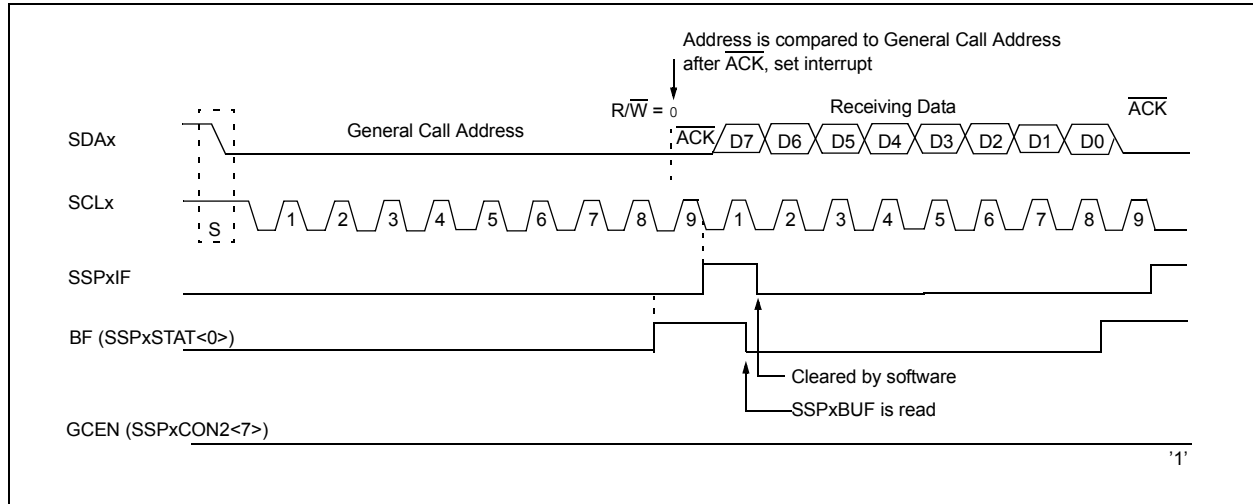 Address is compared to General Call Address
after ACK, set interrupt
R/W = 0
Receiving Data
ACK
General Call Address
SDAx
ACK D7 D6 D5 D4 D3 D2 D1 D0
SCLx
S
1 2 3 4 5 6 7 8 9 1 2 3 4 5 6 7 8 9
SSPxIF
BF (SSPxSTAT<0>)
Cleared by software
SSPxBUF is read
GCEN (SSPxCON2<7>)
'1'